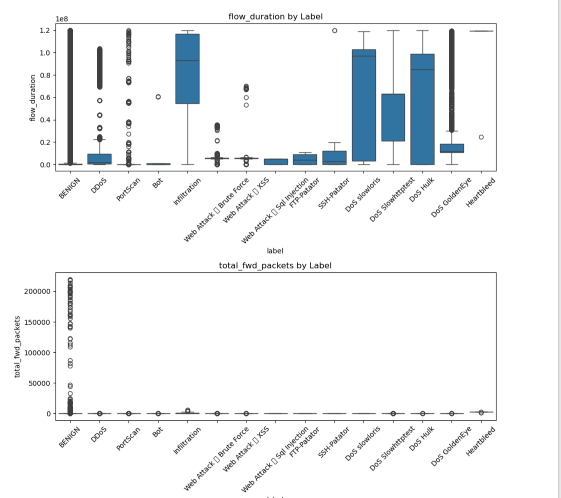 flow_duration by Label
1e8
1.2
1.0
0.8
0.6
0.4
0.2
0.0
flow_duration
BENIGN
DDoS
PortScan
Bot
Infiltration
Web Attack ▯ Brute Force
Web Attack ▯ XSS
Web Attack ▯ Sql Injection
FTP-Patator
SSH-Patator
DoS slowloris
DoS Slowhttptest
DoS Hulk
DoS GoldenEye
Heartbleed
label
total_fwd_packets by Label
200000
150000
100000
50000
0
total_fwd_packets
BENIGN
DDoS
PortScan
Bot
Infiltration
Web Attack ▯ Brute Force
Web Attack ▯ XSS
Web Attack ▯ Sql Injection
FTP-Patator
SSH-Patator
DoS slowloris
DoS Slowhttptest
DoS Hulk
DoS GoldenEye
Heartbleed